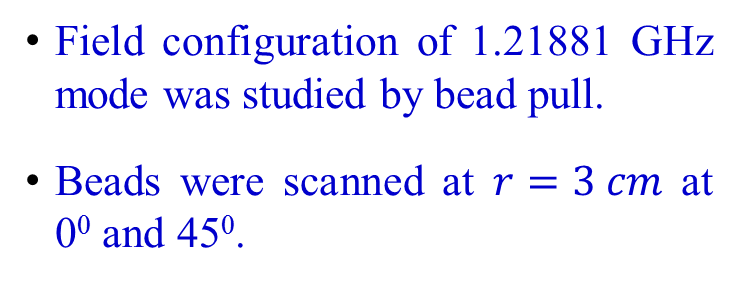 • Field configuration of 1.21881 GHz
mode was studied by bead pull.
• Beads were scanned at r = 3 cm at
0⁰ and 45⁰.